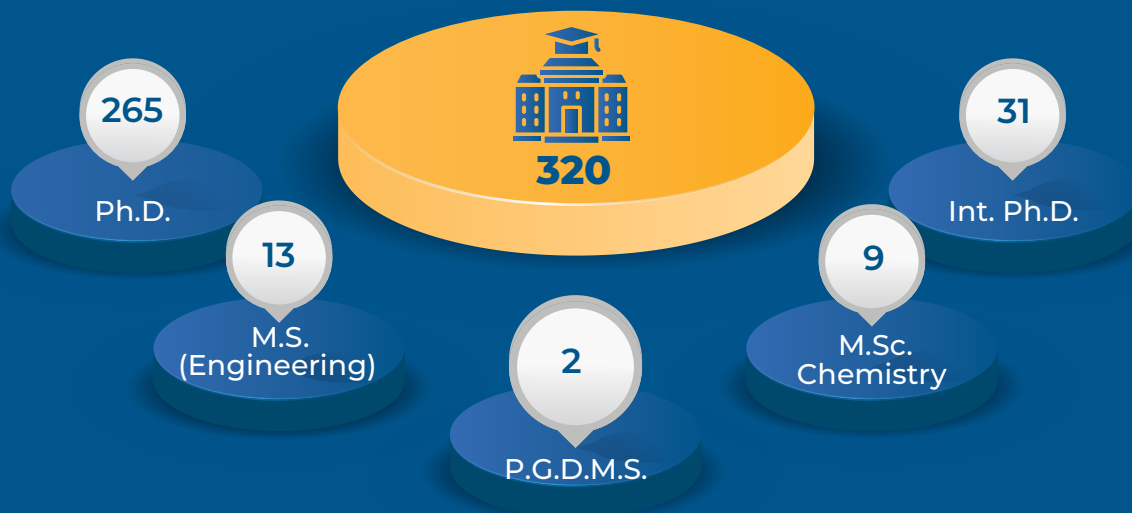 320
265
Ph.D.
13
M.S.
(Engineering)
2
P.G.D.M.S.
9
M.Sc.
Chemistry
31
Int. Ph.D.